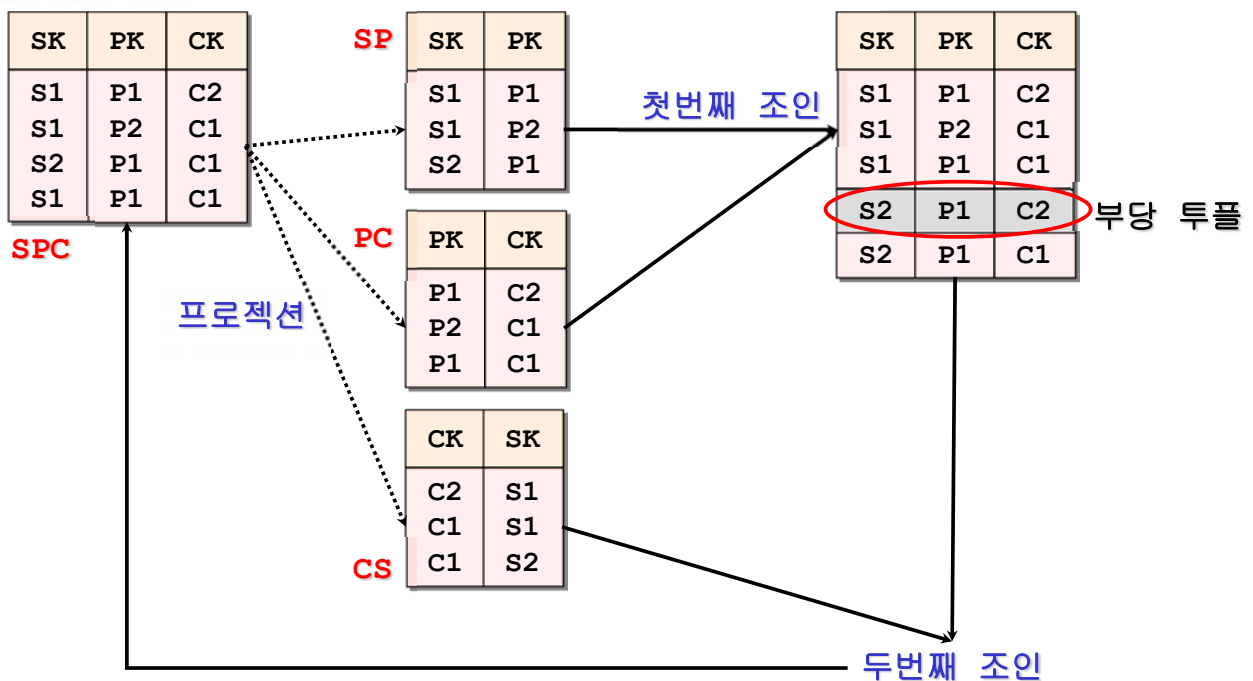 SK PK CK
S1 P1 C2
S1 P2 C1
S2 P1 C1
S1 P1 C1
SPC
프로젝션
SP
SK PK
S1 P1
S1 P2
S2 P1
PC
PK CK
P1 C2
P2 C1
P1 C1
CS
CK SK
C2 S1
C1 S1
C1 S2
첫번째 조인
SK PK CK
S1 P1 C2
S1 P2 C1
S1 P1 C1
S2 P1 C2
부당 투플
S2 P1 C1
두번째 조인